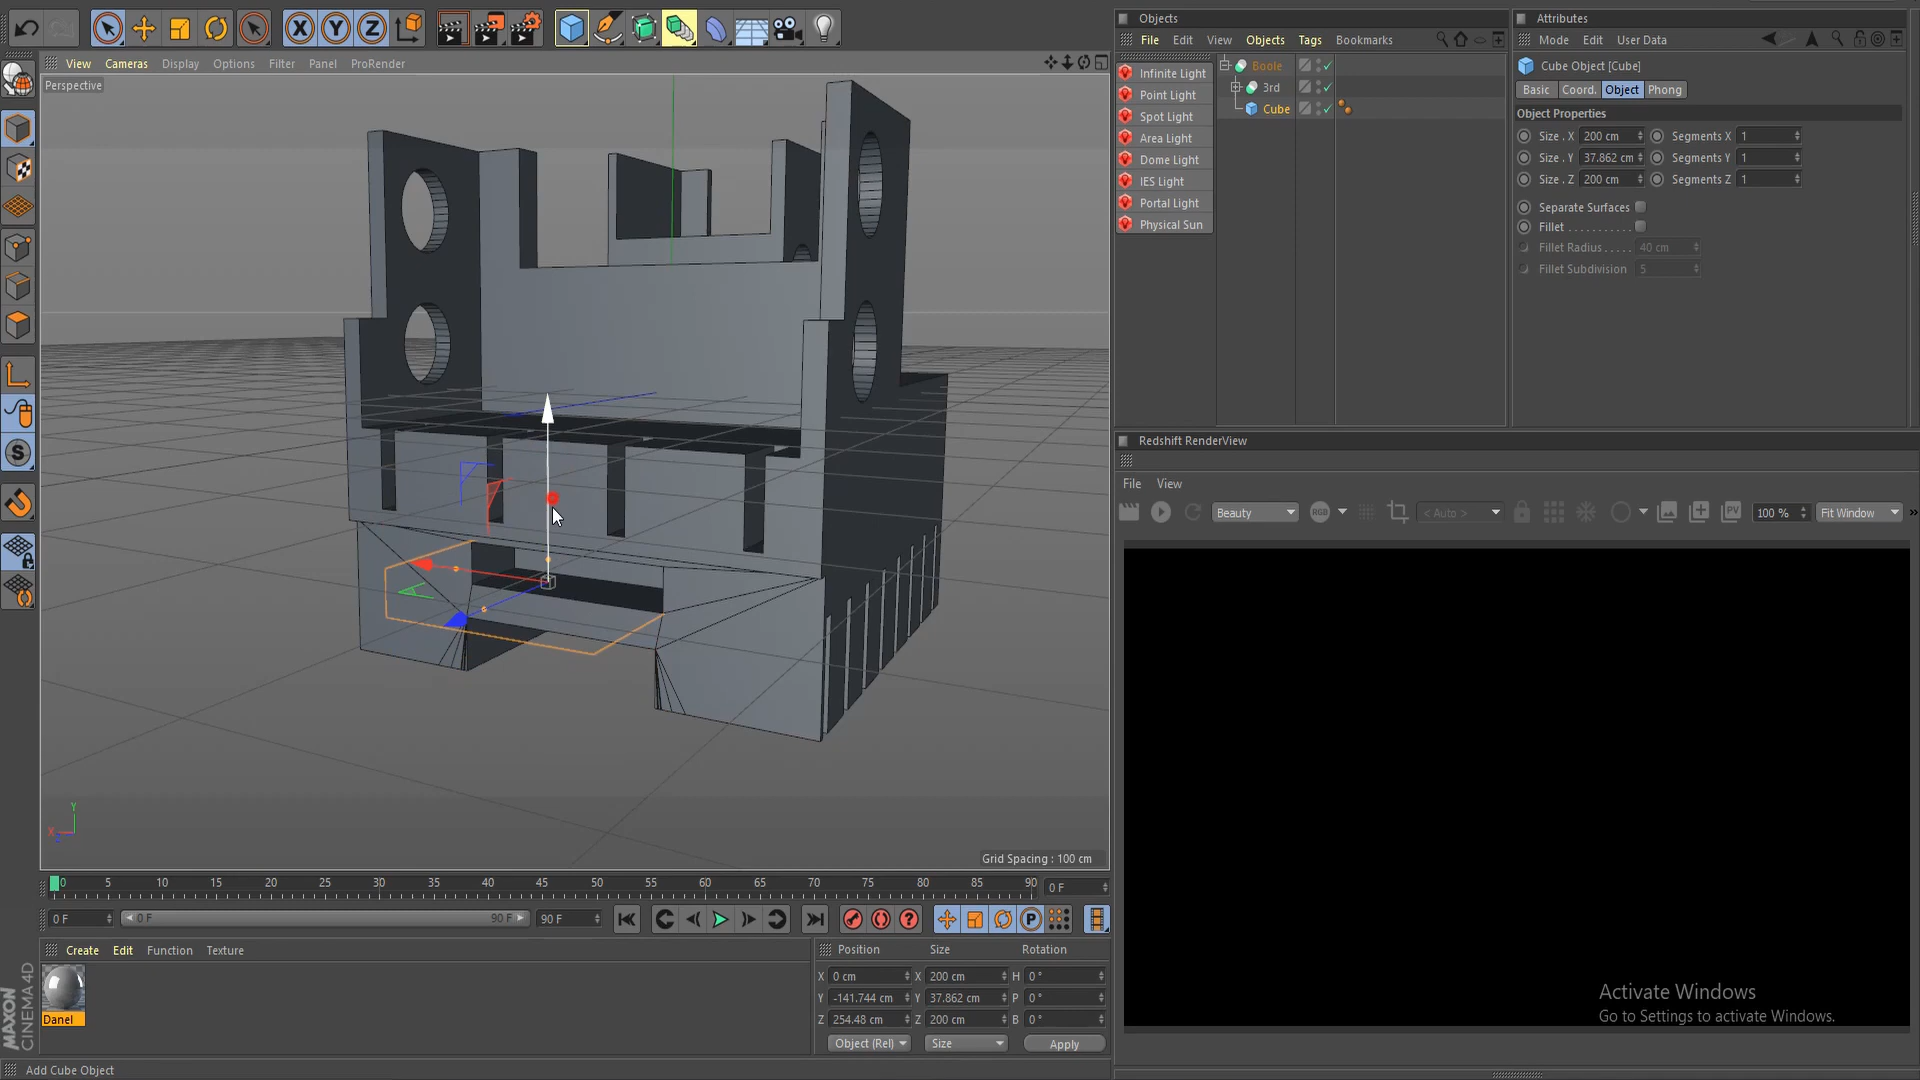 View Cameras Display Options Filter Panel ProRender
Perspective
Grid Spacing : 100 cm
X
Y
Z
0 5 10 15 20 25 30 35 40 45 50 55 60 65 70 75 80 85 90 0 F
0 F 0 F 90 F 90 F
Create Edit Function Texture
Danel
MAXON
CINEMA 4D
Position Size Rotation
X 0 cm X 200 cm H 0 °
Y -141.744 cm Y 37.862 cm P 0 °
Z 254.48 cm Z 200 cm B 0 °
Object (Rel) Size Apply
Add Cube Object
Objects
File Edit View Objects Tags Bookmarks
Infinite Light
Point Light
Spot Light
Area Light
Dome Light
IES Light
Portal Light
Physical Sun
Boole
3rd
Cube
Attributes
Mode Edit User Data
Cube Object [Cube]
Basic Coord. Object Phong
Object Properties
Size . X 200 cm Segments X 1
Size . Y 37.862 cm Segments Y 1
Size . Z 200 cm Segments Z 1
Separate Surfaces
Fillet . . . . . . . . . . .
Fillet Radius . . . . . 40 cm
Fillet Subdivision 5
Redshift RenderView
File View
Beauty RGB < Auto > PV 100 % Fit Window »
Activate Windows
Go to Settings to activate Windows.